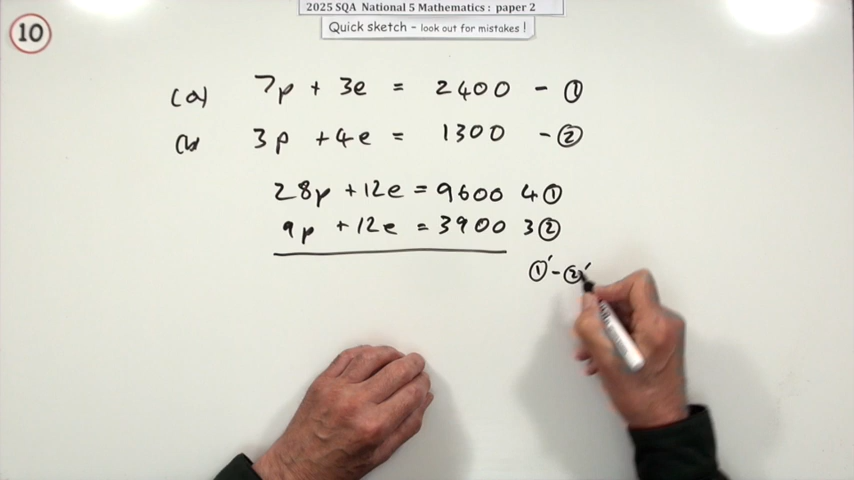 2025 SQA National 5 Mathematics : paper 2
Quick sketch - look out for mistakes !
10
(a) 7p + 3e = 2400 - ①
(b) 3p + 4e = 1300 - ②
28p + 12e = 9600 4①
9p + 12e = 3900 3②
①' - ②'